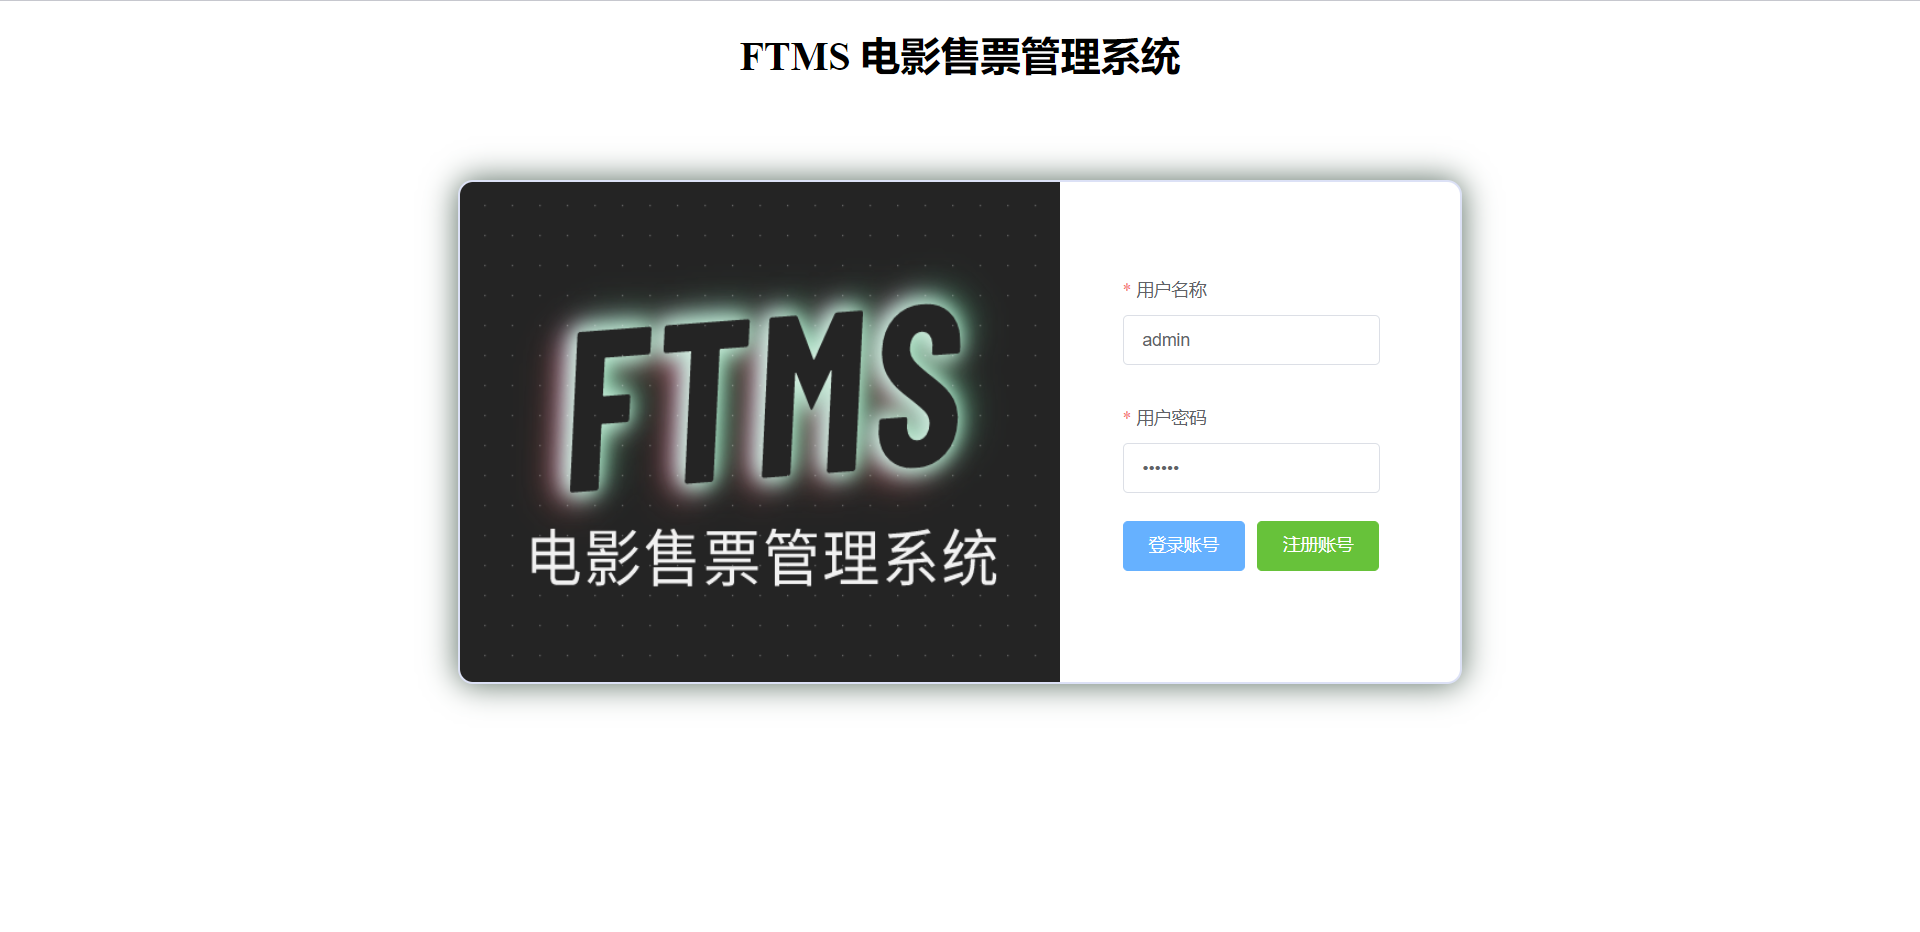 FTMS 电影售票管理系统
FTMS
电影售票管理系统
* 用户名称
admin
* 用户密码
••••••
登录账号 注册账号